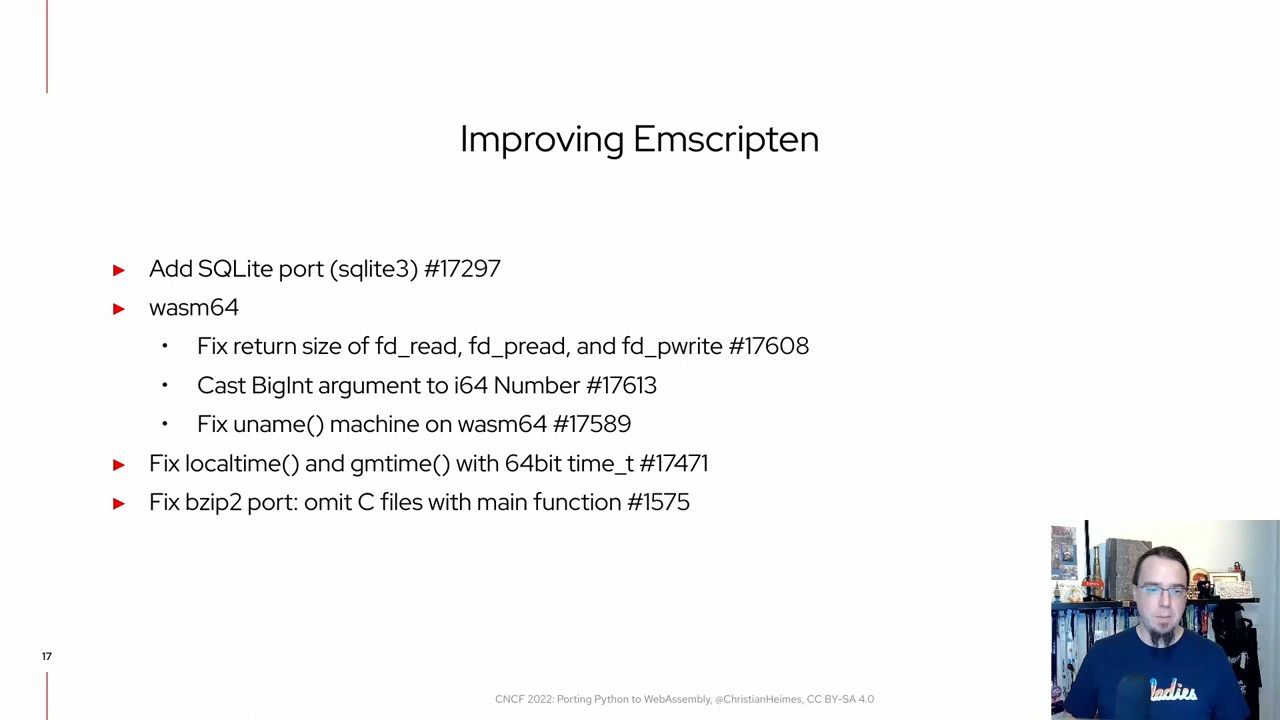 Improving Emscripten
► Add SQLite port (sqlite3) #17297
► wasm64
• Fix return size of fd_read, fd_pread, and fd_pwrite #17608
• Cast BigInt argument to i64 Number #17613
• Fix uname() machine on wasm64 #17589
► Fix localtime() and gmtime() with 64bit time_t #17471
► Fix bzip2 port: omit C files with main function #1575
17
CNCF 2022: Porting Python to WebAssembly, @ChristianHeimes, CC BY-SA 4.0